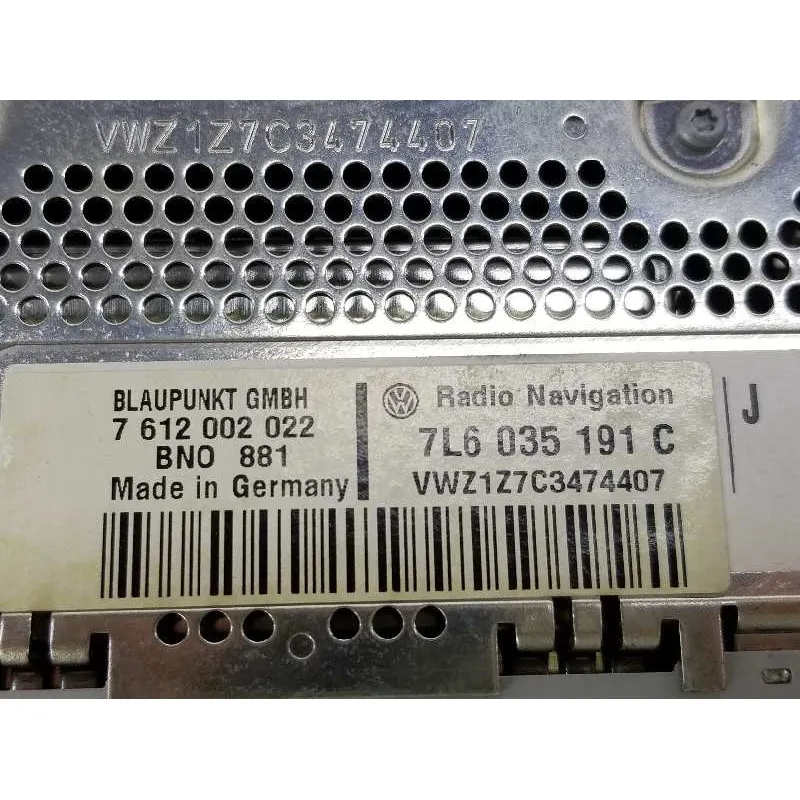 VWZ1Z7C3474407
BLAUPUNKT GMBH
7 612 002 022
BNO 881
Made in Germany
Radio Navigation
7L6 035 191 C
VWZ1Z7C3474407
J